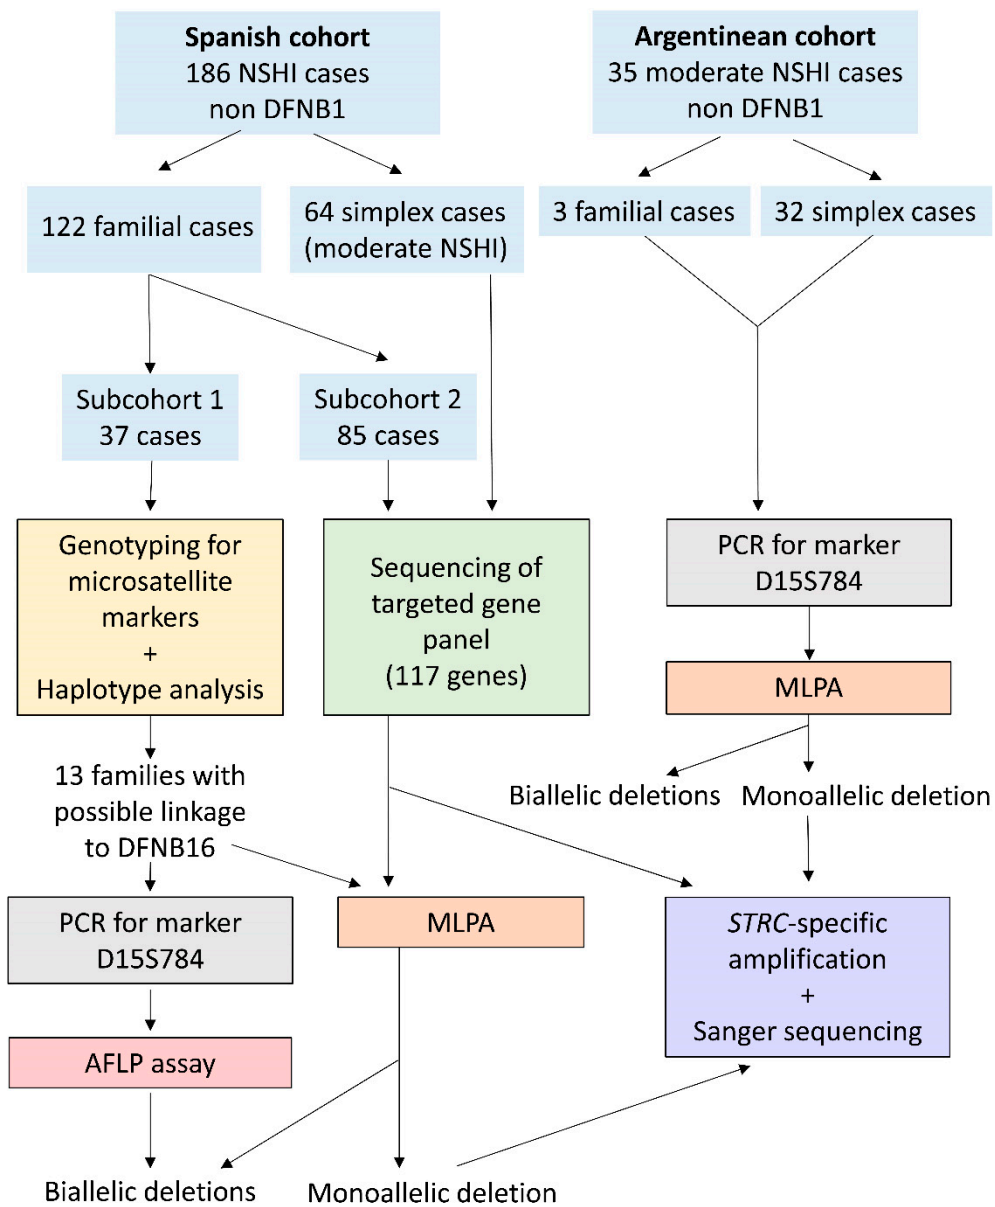 Spanish cohort
186 NSHI cases
non DFNB1
Argentinean cohort
35 moderate NSHI cases
non DFNB1
122 familial cases
64 simplex cases
(moderate NSHI)
3 familial cases
32 simplex cases
Subcohort 1
37 cases
Subcohort 2
85 cases
Genotyping for
microsatellite
markers
+
Haplotype analysis
Sequencing of
targeted gene
panel
(117 genes)
PCR for marker
D15S784
MLPA
13 families with
possible linkage
to DFNB16
Biallelic deletions
Monoallelic deletion
PCR for marker
D15S784
MLPA
STRC-specific
amplification
+
Sanger sequencing
AFLP assay
Biallelic deletions
Monoallelic deletion